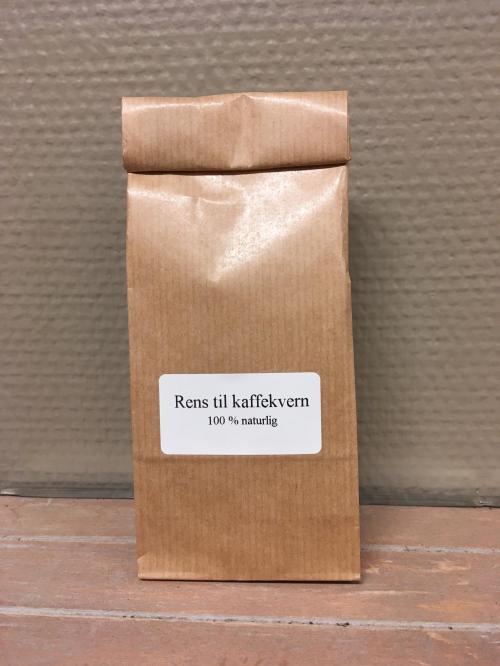 Rens til kaffekvern
100 % naturlig